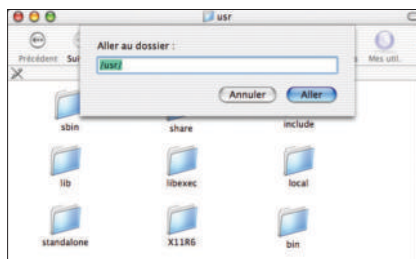 usr
Aller au dossier :
Précédent
Sui
/usr/
s
Mes util.
Annuler
Aller
sbin
share
include
lib
libexec
local
standalone
X11R6
bin